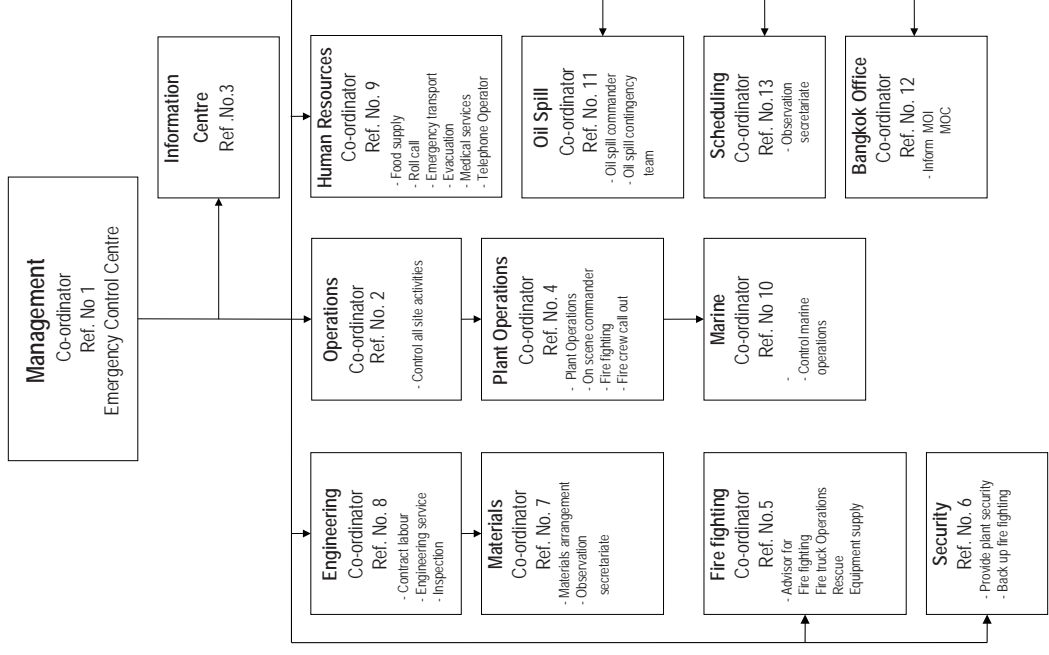 Management
Co-ordinator
Ref. No 1
Emergency Control Centre
Information
Centre
Ref .No.3
Engineering
Co-ordinator
Ref. No. 8
- Contract labour
- Engineering service
- Inspection
Operations
Co-ordinator
Ref. No. 2
- Control all site activities
Human Resources
Co-ordinator
Ref. No. 9
- Food supply
- Roll call
- Emergency transport
- Evacuation
- Medical services
- Telephone Operator
Materials
Co-ordinator
Ref. No. 7
- Materials arrangement
- Observation
secretariate
Plant Operations
Co-ordinator
Ref. No. 4
- Plant Operations
- On scene commander
- Fire fighting
- Fire crew call out
Oil Spill
Co-ordinator
Ref. No. 11
- Oil spill commander
- Oil spill contingency
team
Fire fighting
Co-ordinator
Ref. No.5
- Advisor for
Fire fighting
Fire truck Operations
Rescue
Equipment supply
Marine
Co-ordinator
Ref. No 10
-
- Control marine
operations
Scheduling
Co-ordinator
Ref. No.13
- Observation
secretariate
Security
Ref. No. 6
- Provide plant security
- Back up fire fighting
Bangkok Office
Co-ordinator
Ref. No. 12
- Inform MOI
MOC